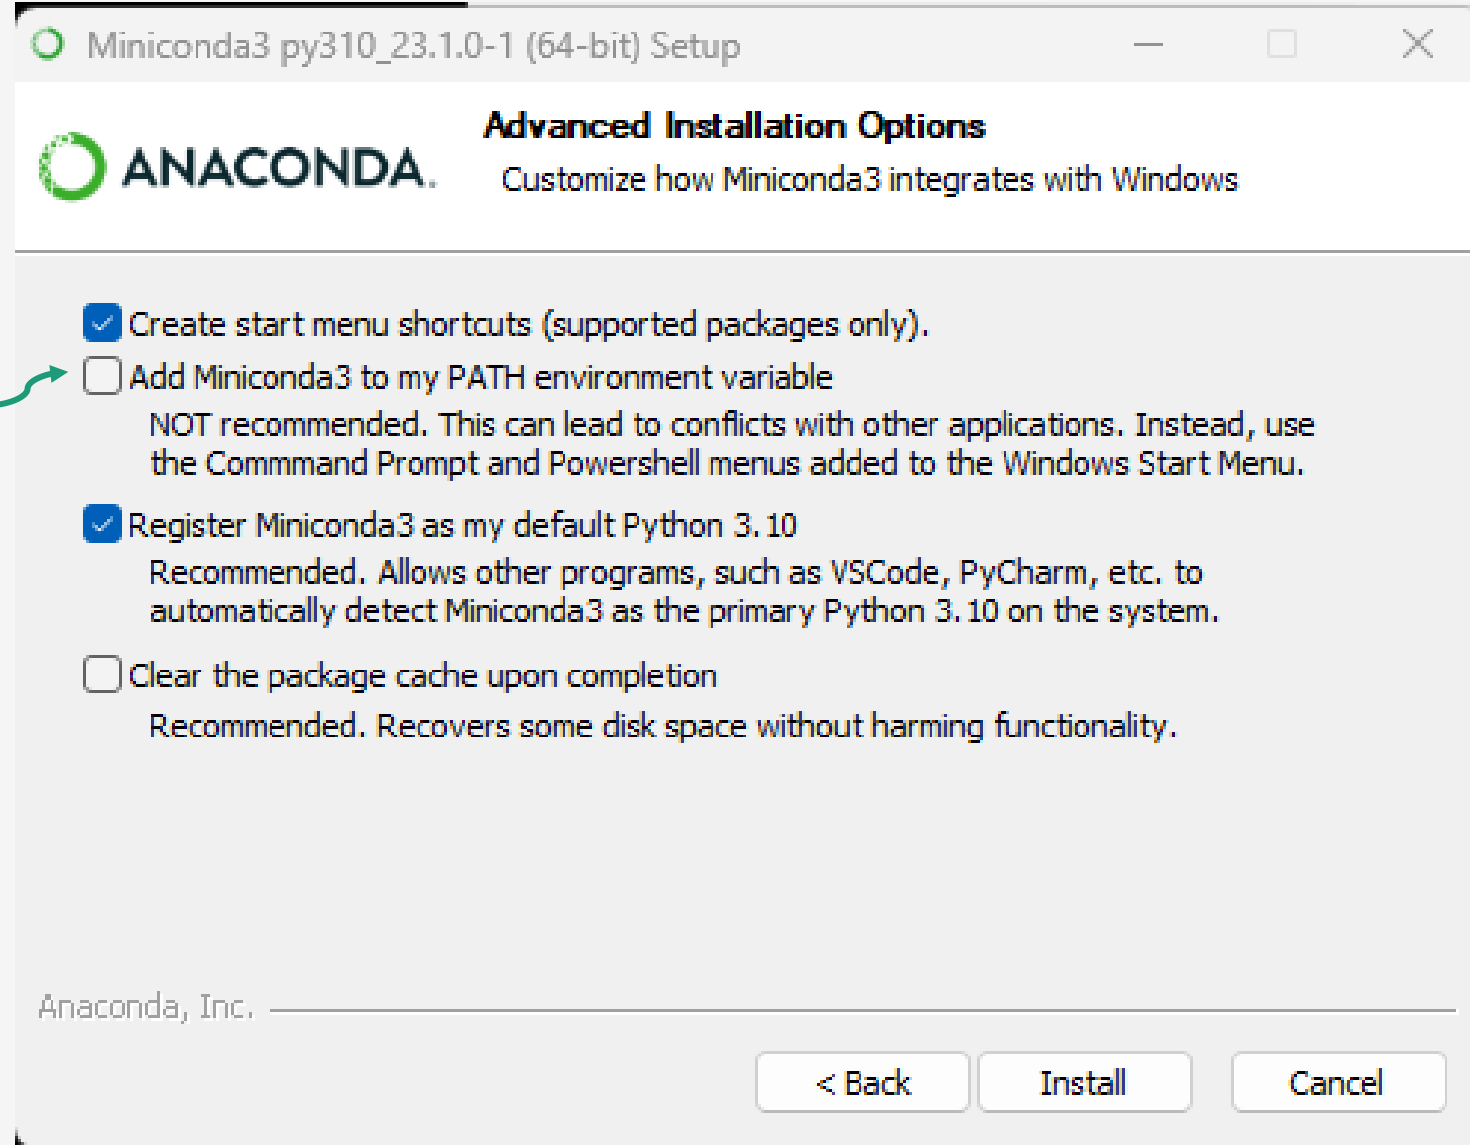 Miniconda3 py310_23.1.0-1 (64-bit) Setup
ANACONDA.
Advanced Installation Options
Customize how Miniconda3 integrates with Windows
Create start menu shortcuts (supported packages only).
Add Miniconda3 to my PATH environment variable
NOT recommended. This can lead to conflicts with other applications. Instead, use
the Commmand Prompt and Powershell menus added to the Windows Start Menu.
Register Miniconda3 as my default Python 3.10
Recommended. Allows other programs, such as VSCode, PyCharm, etc. to
automatically detect Miniconda3 as the primary Python 3.10 on the system.
Clear the package cache upon completion
Recommended. Recovers some disk space without harming functionality.
Anaconda, Inc.
< Back
Install
Cancel